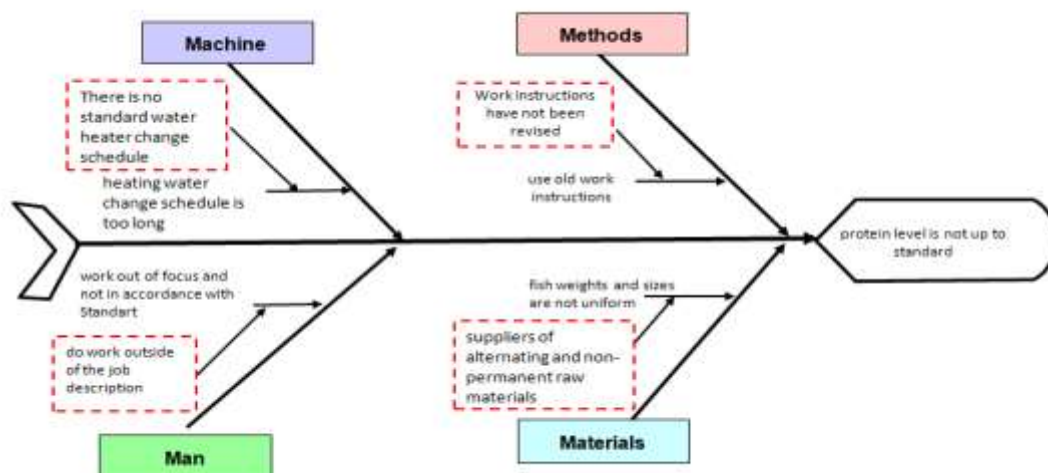 Machine
Methods
There is no
standard water
heater change
schedule
heating water
change schedule is
too long
Work instructions
have not been
revised
use old work
instructions
protein level is not up to
standard
work out of focus and
not in accordance with
Standart
do work outside
of the job
description
fish weights and sizes
are not uniform
suppliers of
alternating and non-
permanent raw
materials
Man
Materials